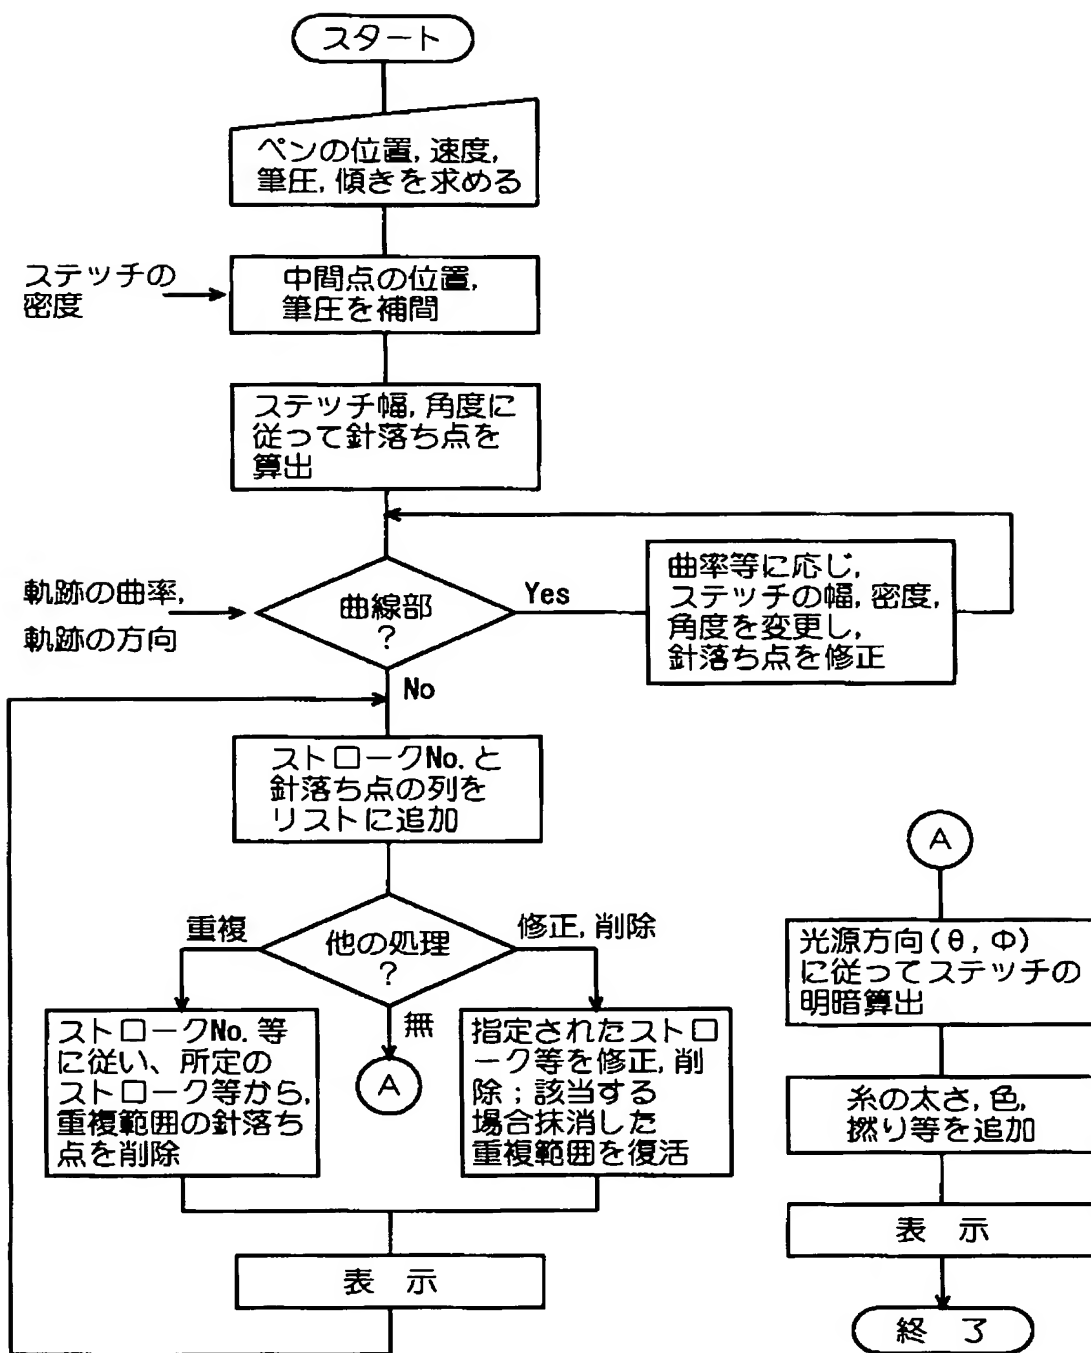 スタート
ペンの位置,速度,
筆圧,傾きを求める
ステッチの
密度
中間点の位置,
筆圧を補間
ステッチ幅,角度に
従って針落ち点を
算出
軌跡の曲率,
軌跡の方向
曲線部
?
Yes
曲率等に応じ,
ステッチの幅,密度,
角度を変更し,
針落ち点を修正
No
ストロークNo.と
針落ち点の列を
リストに追加
他の処理
?
重複
修正,削除
無
ストロークNo.等
に従い、所定の
ストローク等から,
重複範囲の針落ち
点を削除
A
指定されたストロ
ーク等を修正,削
除;該当する
場合抹消した
重複範囲を復活
表 示
A
光源方向(θ,Φ)
に従ってステッチの
明暗算出
糸の太さ,色,
撚り等を追加
表 示
終 了